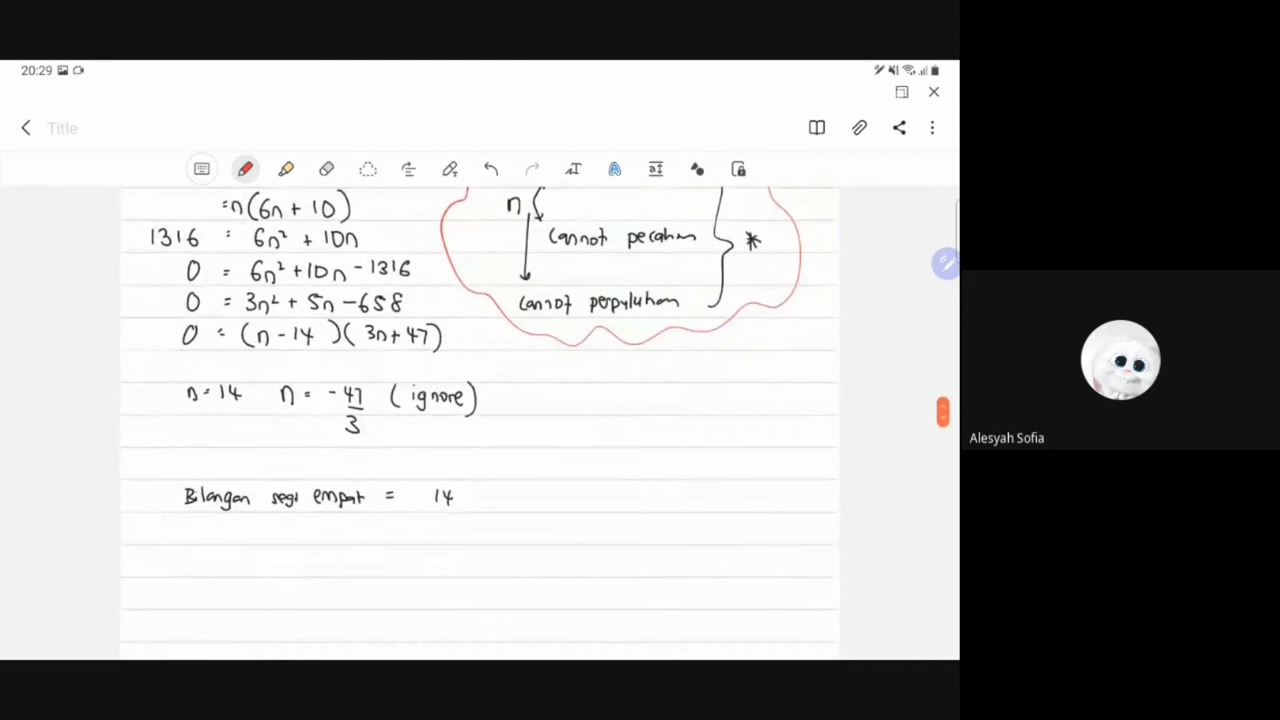 20:29
Title
=n(6n + 10)
1316 = 6n² + 10n
0 = 6n² + 10n - 1316
0 = 3n² + 5n - 658
0 = (n - 14 )( 3n + 47)
n
cannot pecahan
*
cannot perpuluhan
n = 14 n = - 47/3 ( ignore )
Bilangan segi empat = 14
Alesyah Sofia